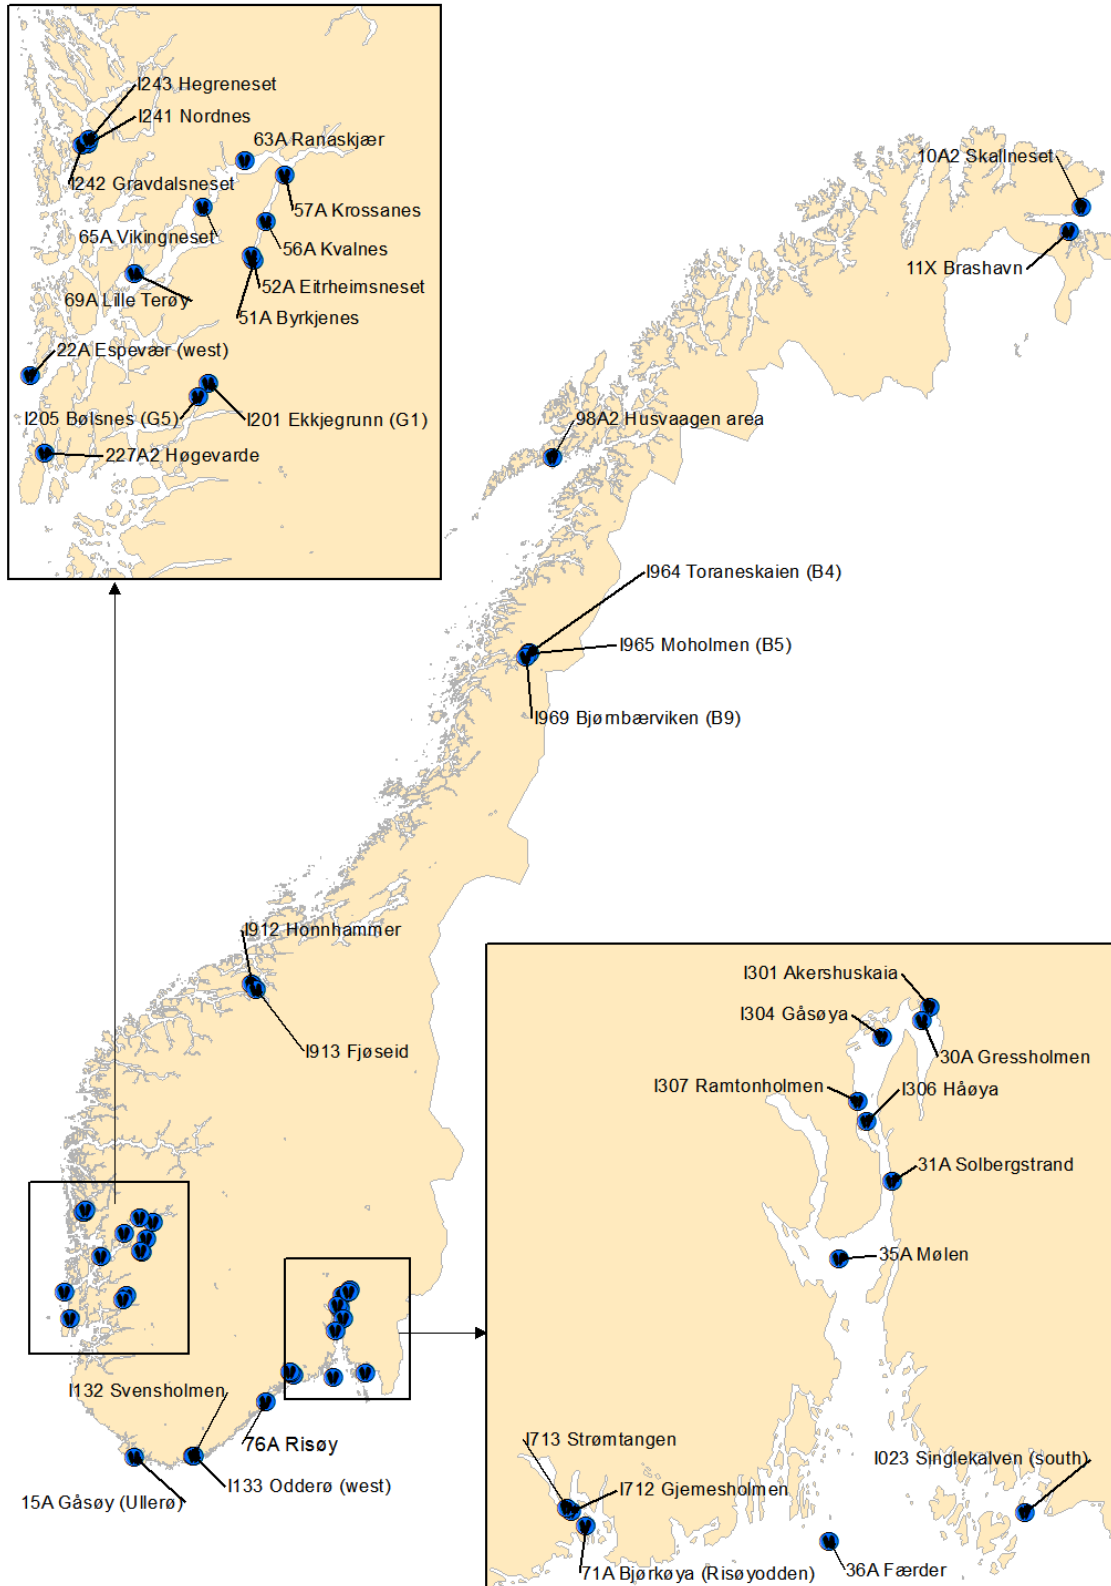 I243 Hegreneset
I241 Nordnes
63A Ranaskjær
I242 Gravdalsneset
57A Krossanes
65A Vikingneset
56A Kvalnes
52A Eitrheimsneset
69A Lille Terøy
51A Byrkjenes
22A Espevær (west)
I205 Bølsnes (G5)
I201 Ekkjegrunn (G1)
227A2 Høgevarde
10A2 Skallneset
11X Brashavn
98A2 Husvaagen area
I964 Toraneskaien (B4)
I965 Moholmen (B5)
I969 Bjørnbærviken (B9)
I912 Honnhammer
I913 Fjøseid
I301 Akershuskaia
I304 Gåsøya
30A Gressholmen
I307 Ramtonholmen
I306 Håøya
31A Solbergstrand
35A Mølen
I713 Strømtangen
I023 Singlekalven (south)
I712 Gjemesholmen
71A Bjørkøya (Risøyodden)
36A Færder
I132 Svensholmen
76A Risøy
I133 Odderø (west)
15A Gåsøy (Ullerø)